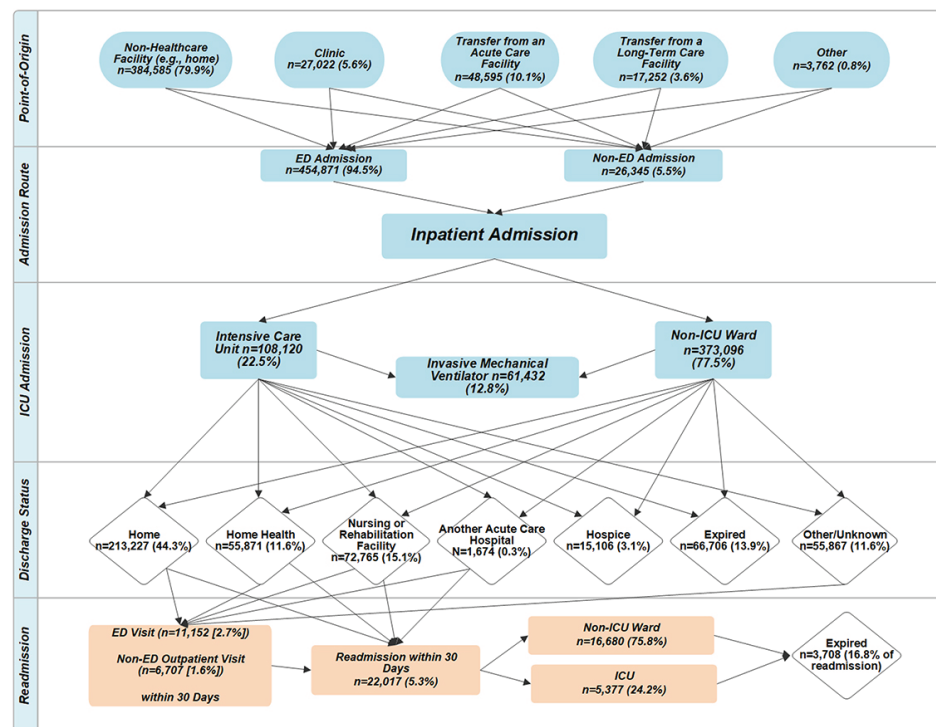 Point-of-Origin
Non-Healthcare
Facility (e.g., home)
n=384,585 (79.9%)
Clinic
n=27,022 (5.6%)
Transfer from an
Acute Care
Facility
n=48,595 (10.1%)
Transfer from a
Long-Term Care
Facility
n=17,252 (3.6%)
Other
n=3,762 (0.8%)
Admission Route
ED Admission
n=454,871 (94.5%)
Non-ED Admission
n=26,345 (5.5%)
Inpatient Admission
ICU Admission
Intensive Care
Unit n=108,120
(22.5%)
Invasive Mechanical
Ventilator n=61,432
(12.8%)
Non-ICU Ward
n=373,096
(77.5%)
Discharge Status
Home
n=213,227 (44.3%)
Home Health
n=55,871 (11.6%)
Nursing or
Rehabilitation
Facility
n=72,765 (15.1%)
Another Acute Care
Hospital
N=1,674 (0.3%)
Hospice
n=15,106 (3.1%)
Expired
n=66,706 (13.9%)
Other/Unknown
n=55,867 (11.6%)
Readmission
ED Visit (n=11,152 [2.7%])
Non-ED Outpatient Visit
(n=6,707 [1.6%])
within 30 Days
Readmission within 30
Days
n=22,017 (5.3%)
Non-ICU Ward
n=16,680 (75.8%)
ICU
n=5,377 (24.2%)
Expired
n=3,708 (16.8% of
readmission)